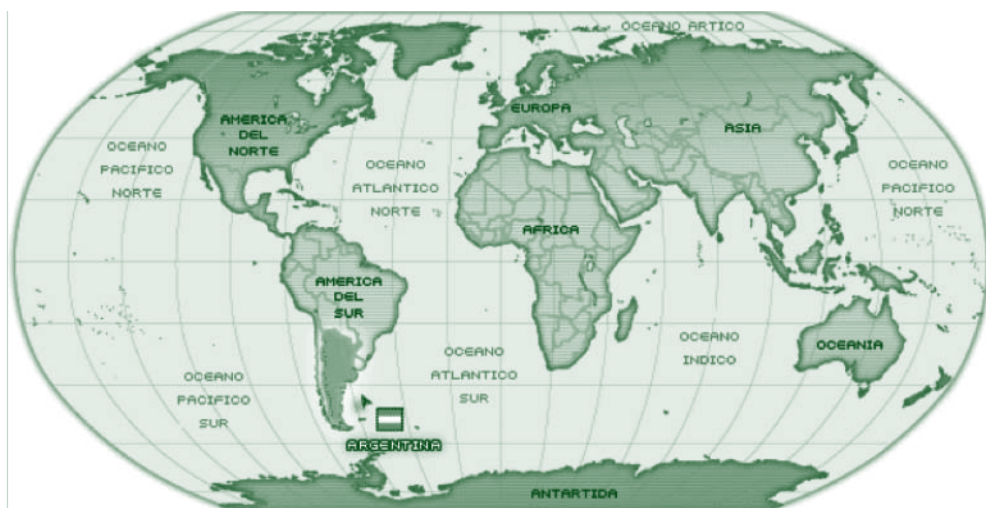 OCEANO ARTICO
AMERICA
DEL
NORTE
EUROPA
ASIA
OCEANO
PACIFICO
NORTE
OCEANO
ATLANTICO
NORTE
OCEANO
PACIFICO
NORTE
AFRICA
AMERICA
DEL
SUR
OCEANO
INDICO
OCEANIA
OCEANO
ATLANTICO
SUR
OCEANO
PACIFICO
SUR
ARGENTINA
ANTARTIDA